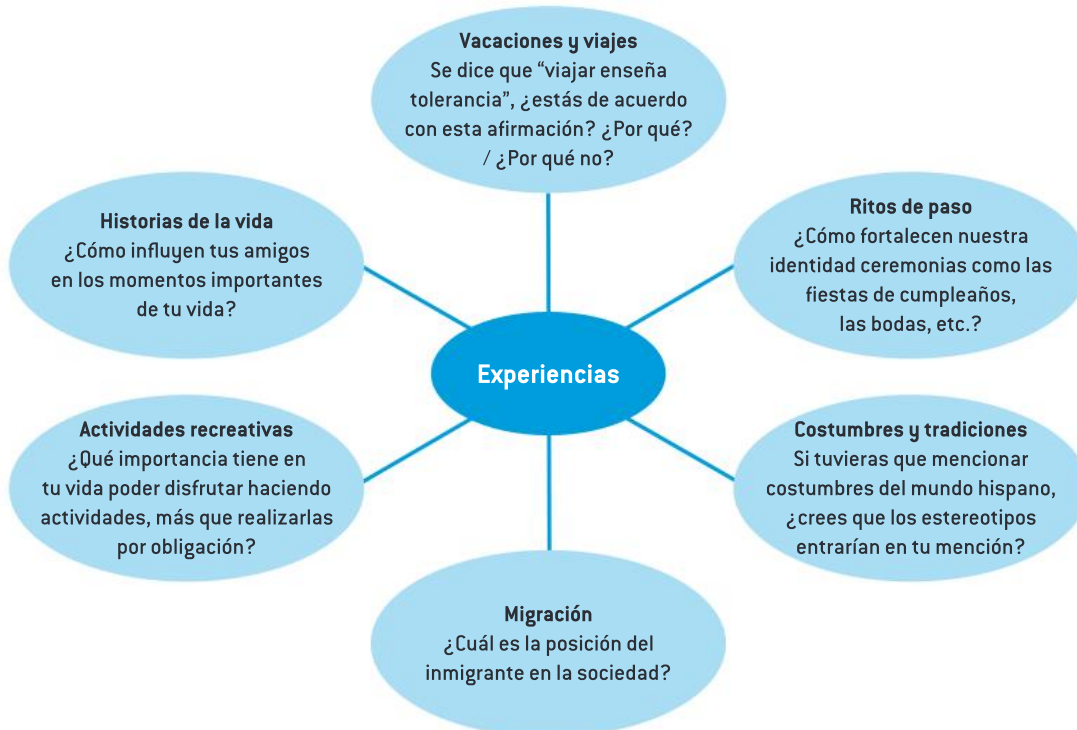 Vacaciones y viajes
Se dice que “viajar enseña
tolerancia”, ¿estás de acuerdo
con esta afirmación? ¿Por qué?
/ ¿Por qué no?
Historias de la vida
¿Cómo influyen tus amigos
en los momentos importantes
de tu vida?
Ritos de paso
¿Cómo fortalecen nuestra
identidad ceremonias como las
fiestas de cumpleaños,
las bodas, etc.?
Experiencias
Actividades recreativas
¿Qué importancia tiene en
tu vida poder disfrutar haciendo
actividades, más que realizarlas
por obligación?
Costumbres y tradiciones
Si tuvieras que mencionar
costumbres del mundo hispano,
¿crees que los estereotipos
entrarían en tu mención?
Migración
¿Cuál es la posición del
inmigrante en la sociedad?